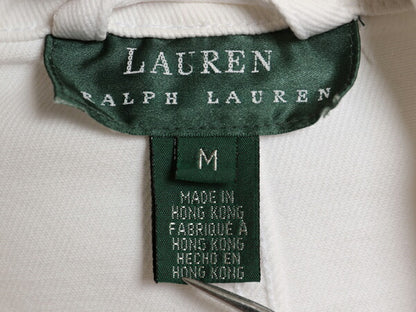 LAUREN
RALPH LAUREN
M
MADE IN
HONG KONG
FABRIQUÉ À
HONG KONG
HECHO EN
HONG KONG